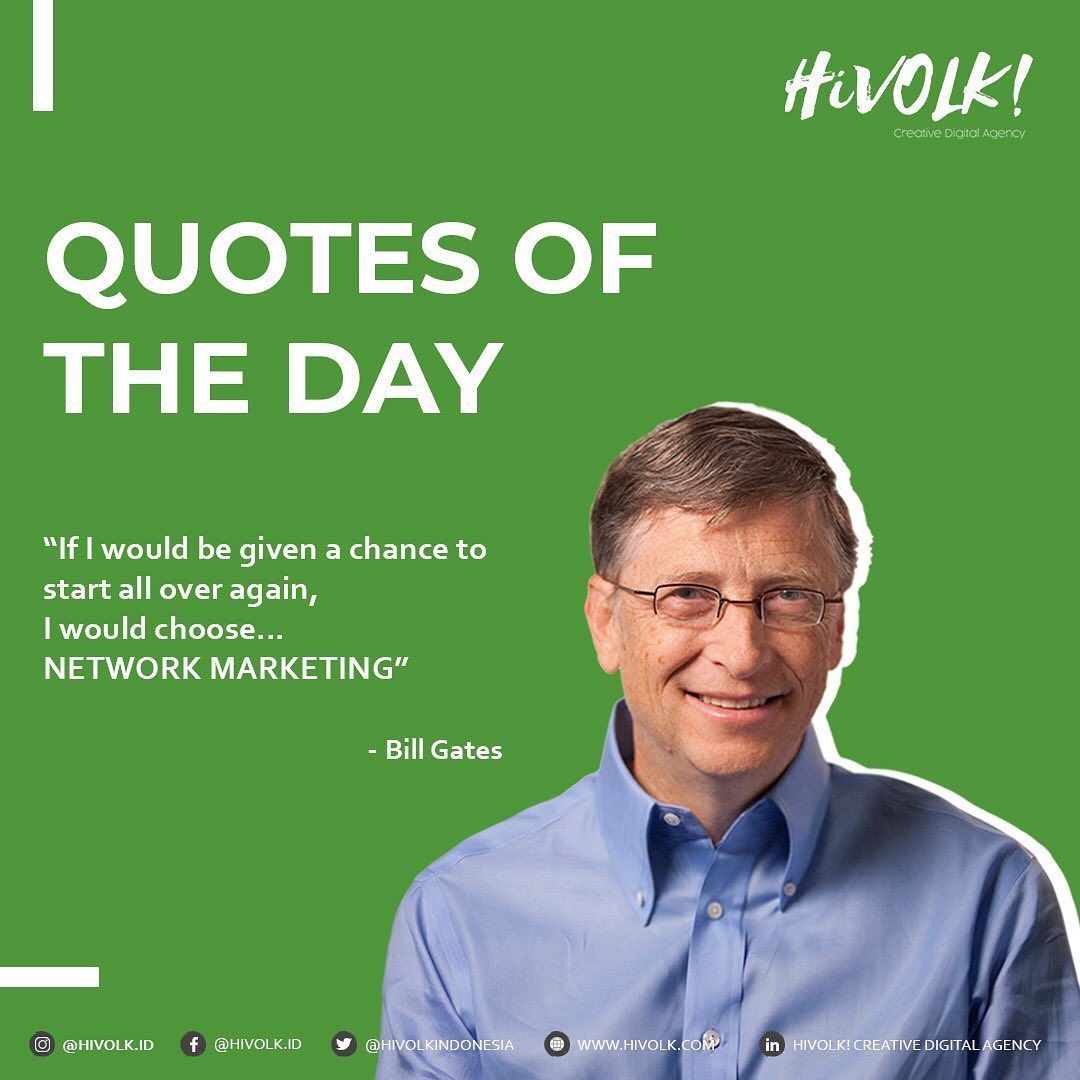 HiVOLK!
Creative Digital Agency
QUOTES OF
THE DAY
“If I would be given a chance to
start all over again,
I would choose...
NETWORK MARKETING”
- Bill Gates
@HIVOLK.ID
@HIVOLK.ID
@HIVOLKINDONESIA
WWW.HIVOLK.COM
in HIVOLK! CREATIVE DIGITAL AGENCY